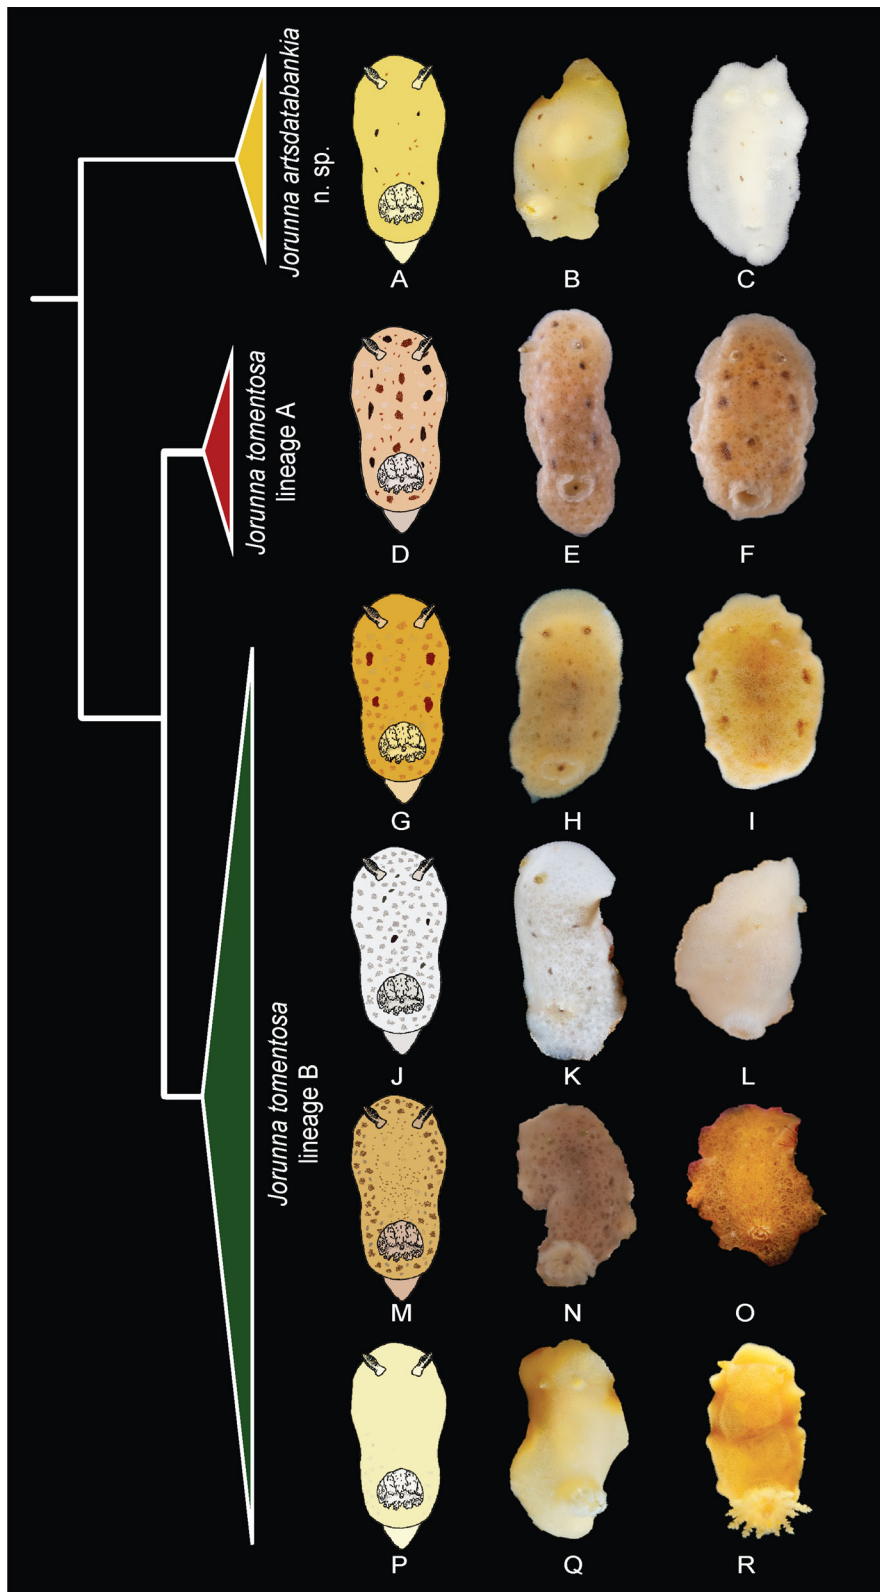 Jorunna artsdatabankia
n. sp.
A
B
C
Jorunna tomentosa
lineage A
D
E
F
G
H
I
J
K
L
Jorunna tomentosa
lineage B
M
N
O
P
Q
R